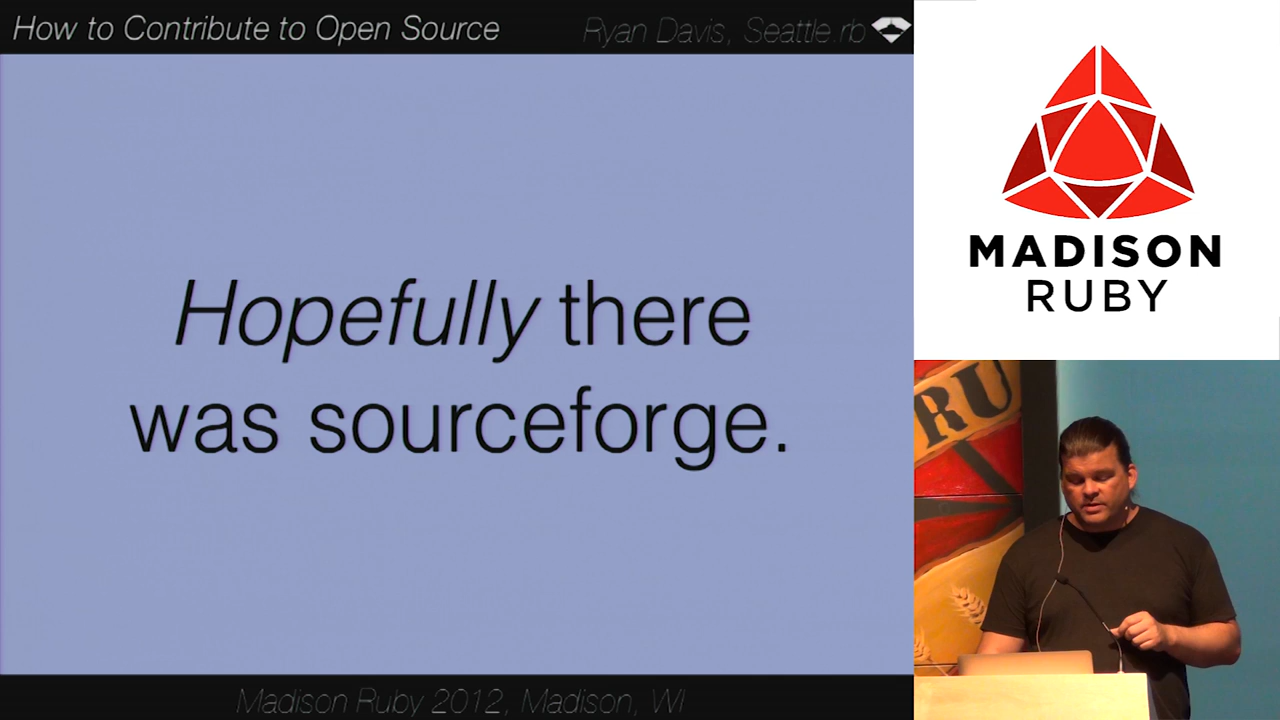 How to Contribute to Open Source
Ryan Davis, Seattle.rb
Hopefully there
was sourceforge.
Madison Ruby 2012, Madison, WI
MADISON
RUBY
RU